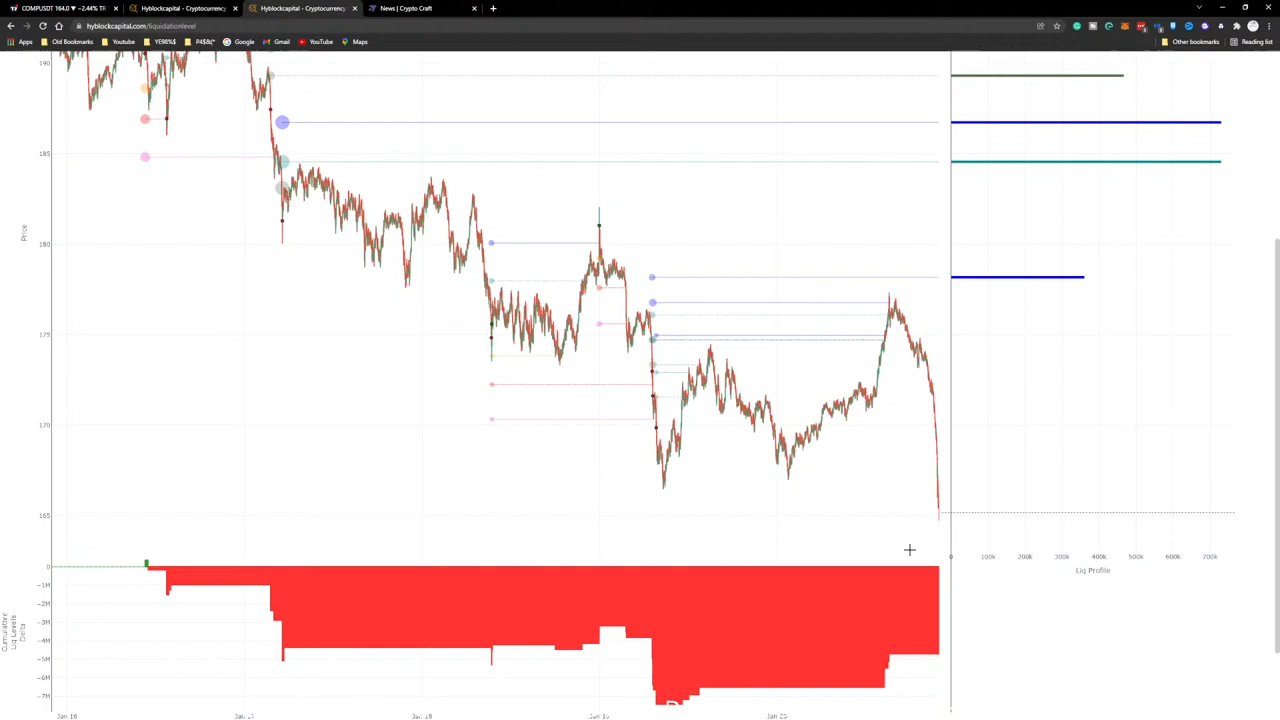 COMPUSDT 164.0 ▼ −2.44% TR
Hyblockcapital - Cryptocurrency
Hyblockcapital - Cryptocurrency
News | Crypto Craft
hyblockcapital.com/liquidationlevel
Apps
Old Bookmarks
Youtube
YE98%$
P4$&(*
Google
Gmail
YouTube
Maps
Other bookmarks
Reading list
190
185
180
175
170
165
Price
0
100k
200k
300k
400k
500k
600k
700k
Liq Profile
0
−1M
−2M
−3M
−4M
−5M
−6M
−7M
Cumulative
Liq Levels
Delta
Jan 16
Jan 18